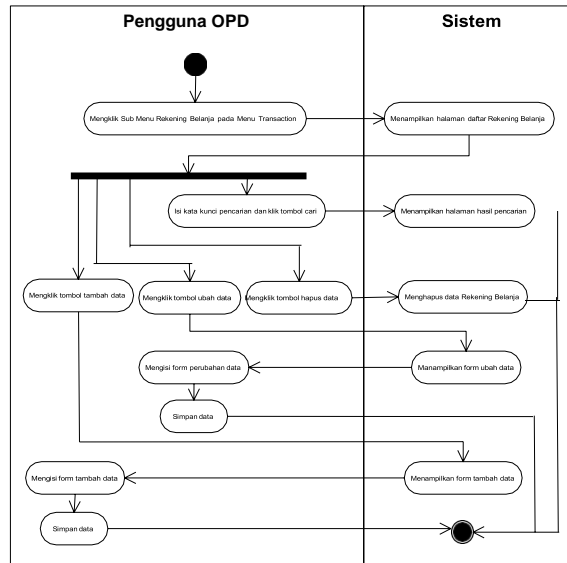 Pengguna OPD
Sistem
Mengklik Sub Menu Rekening Belanja pada Menu Transaction
Menampilkan halaman daftar Rekening Belanja
Isi kata kunci pencarian dan klik tombol cari
Menampilkan halaman hasil pencarian
Mengklik tombol tambah data
Mengklik tombol ubah data
Mengklik tombol hapus data
Menghapus data Rekening Belanja
Mengisi form perubahan data
Manampilkan form ubah data
Simpan data
Mengisi form tambah data
Menampilkan form tambah data
Simpan data